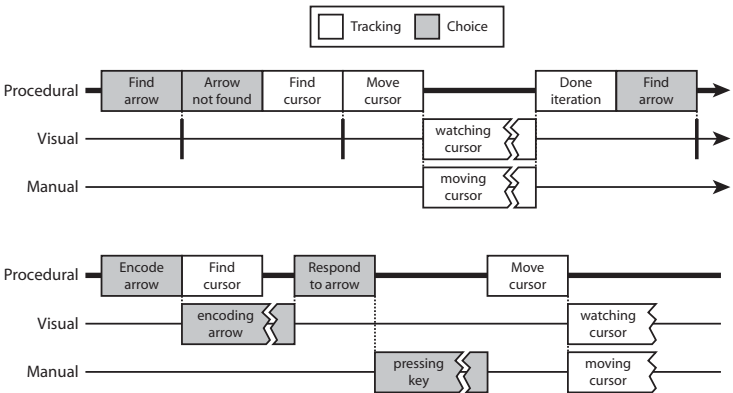 Tracking Choice
Procedural
Find
arrow
Arrow
not found
Find
cursor
Move
cursor
Done
iteration
Find
arrow
Visual
watching
cursor
Manual
moving
cursor
Procedural
Encode
arrow
Find
cursor
Respond
to arrow
Move
cursor
Visual
encoding
arrow
watching
cursor
Manual
pressing
key
moving
cursor